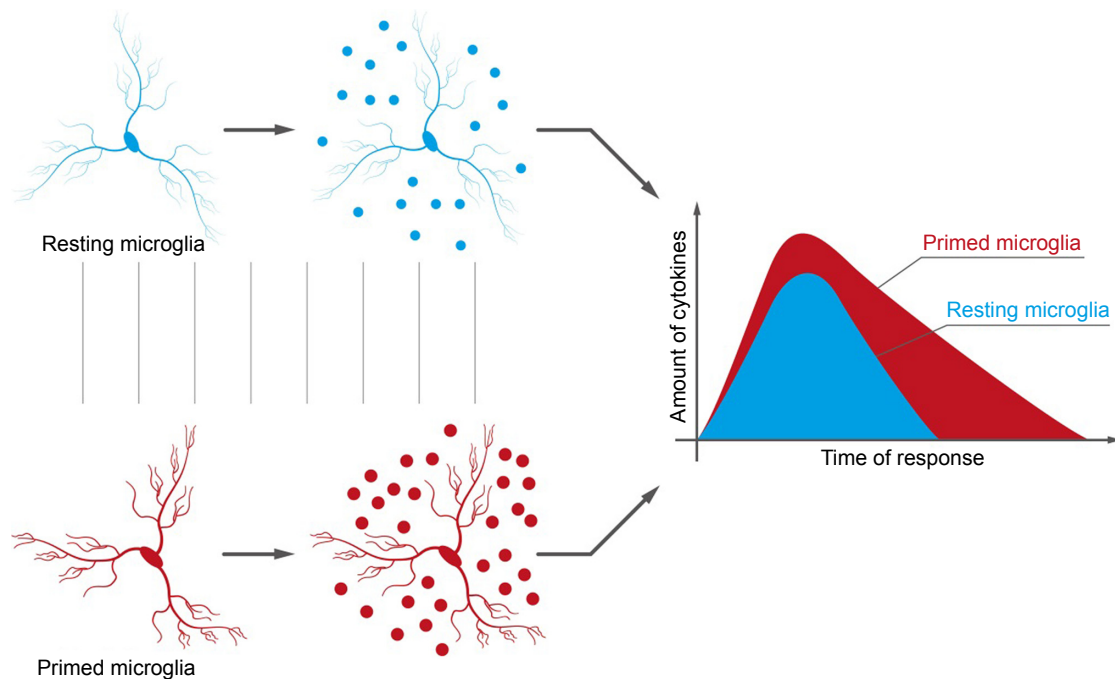 Resting microglia
Primed microglia
Amount of cytokines
Primed microglia
Resting microglia
Time of response